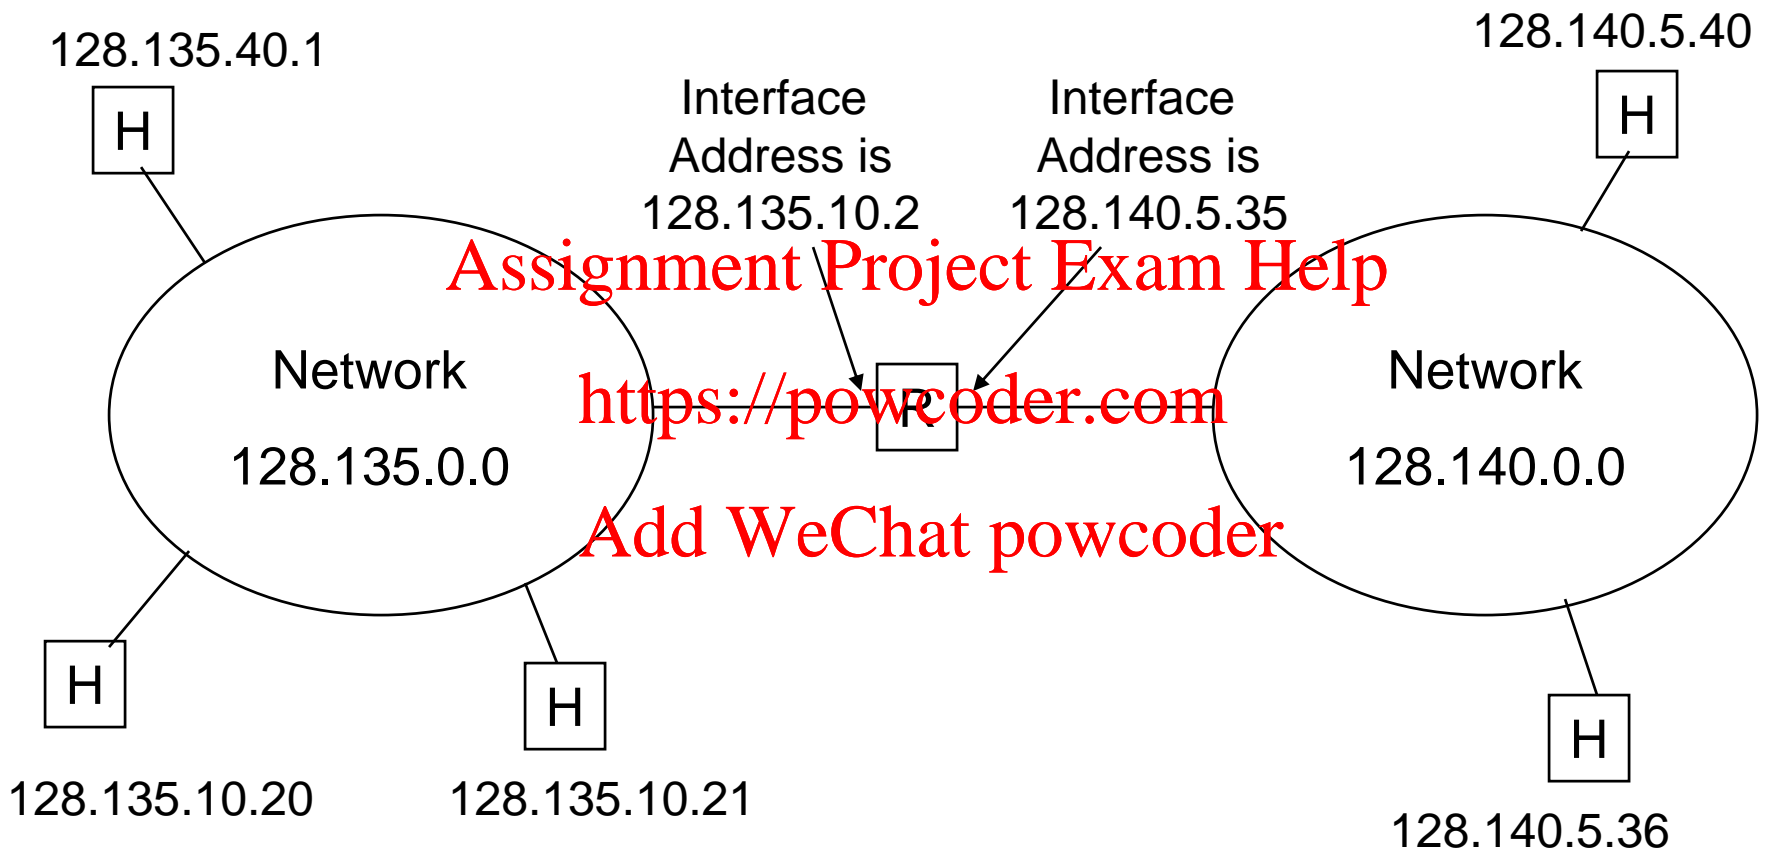 128.135.40.1
H
Interface
Address is
128.135.10.2
Interface
Address is
128.140.5.35
128.140.5.40
H
Assignment Project Exam Help
Network
128.135.0.0
https://powcoder.com
R
Network
128.140.0.0
Add WeChat powcoder
H
128.135.10.20
H
128.135.10.21
H
128.140.5.36